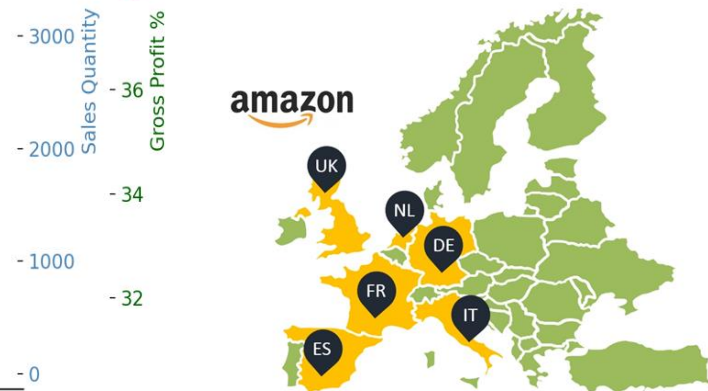 - 3000
- 2000
- 1000
- 0
Sales Quantity
- 36
- 34
- 32
Gross Profit %
amazon
UK
NL
DE
FR
IT
ES